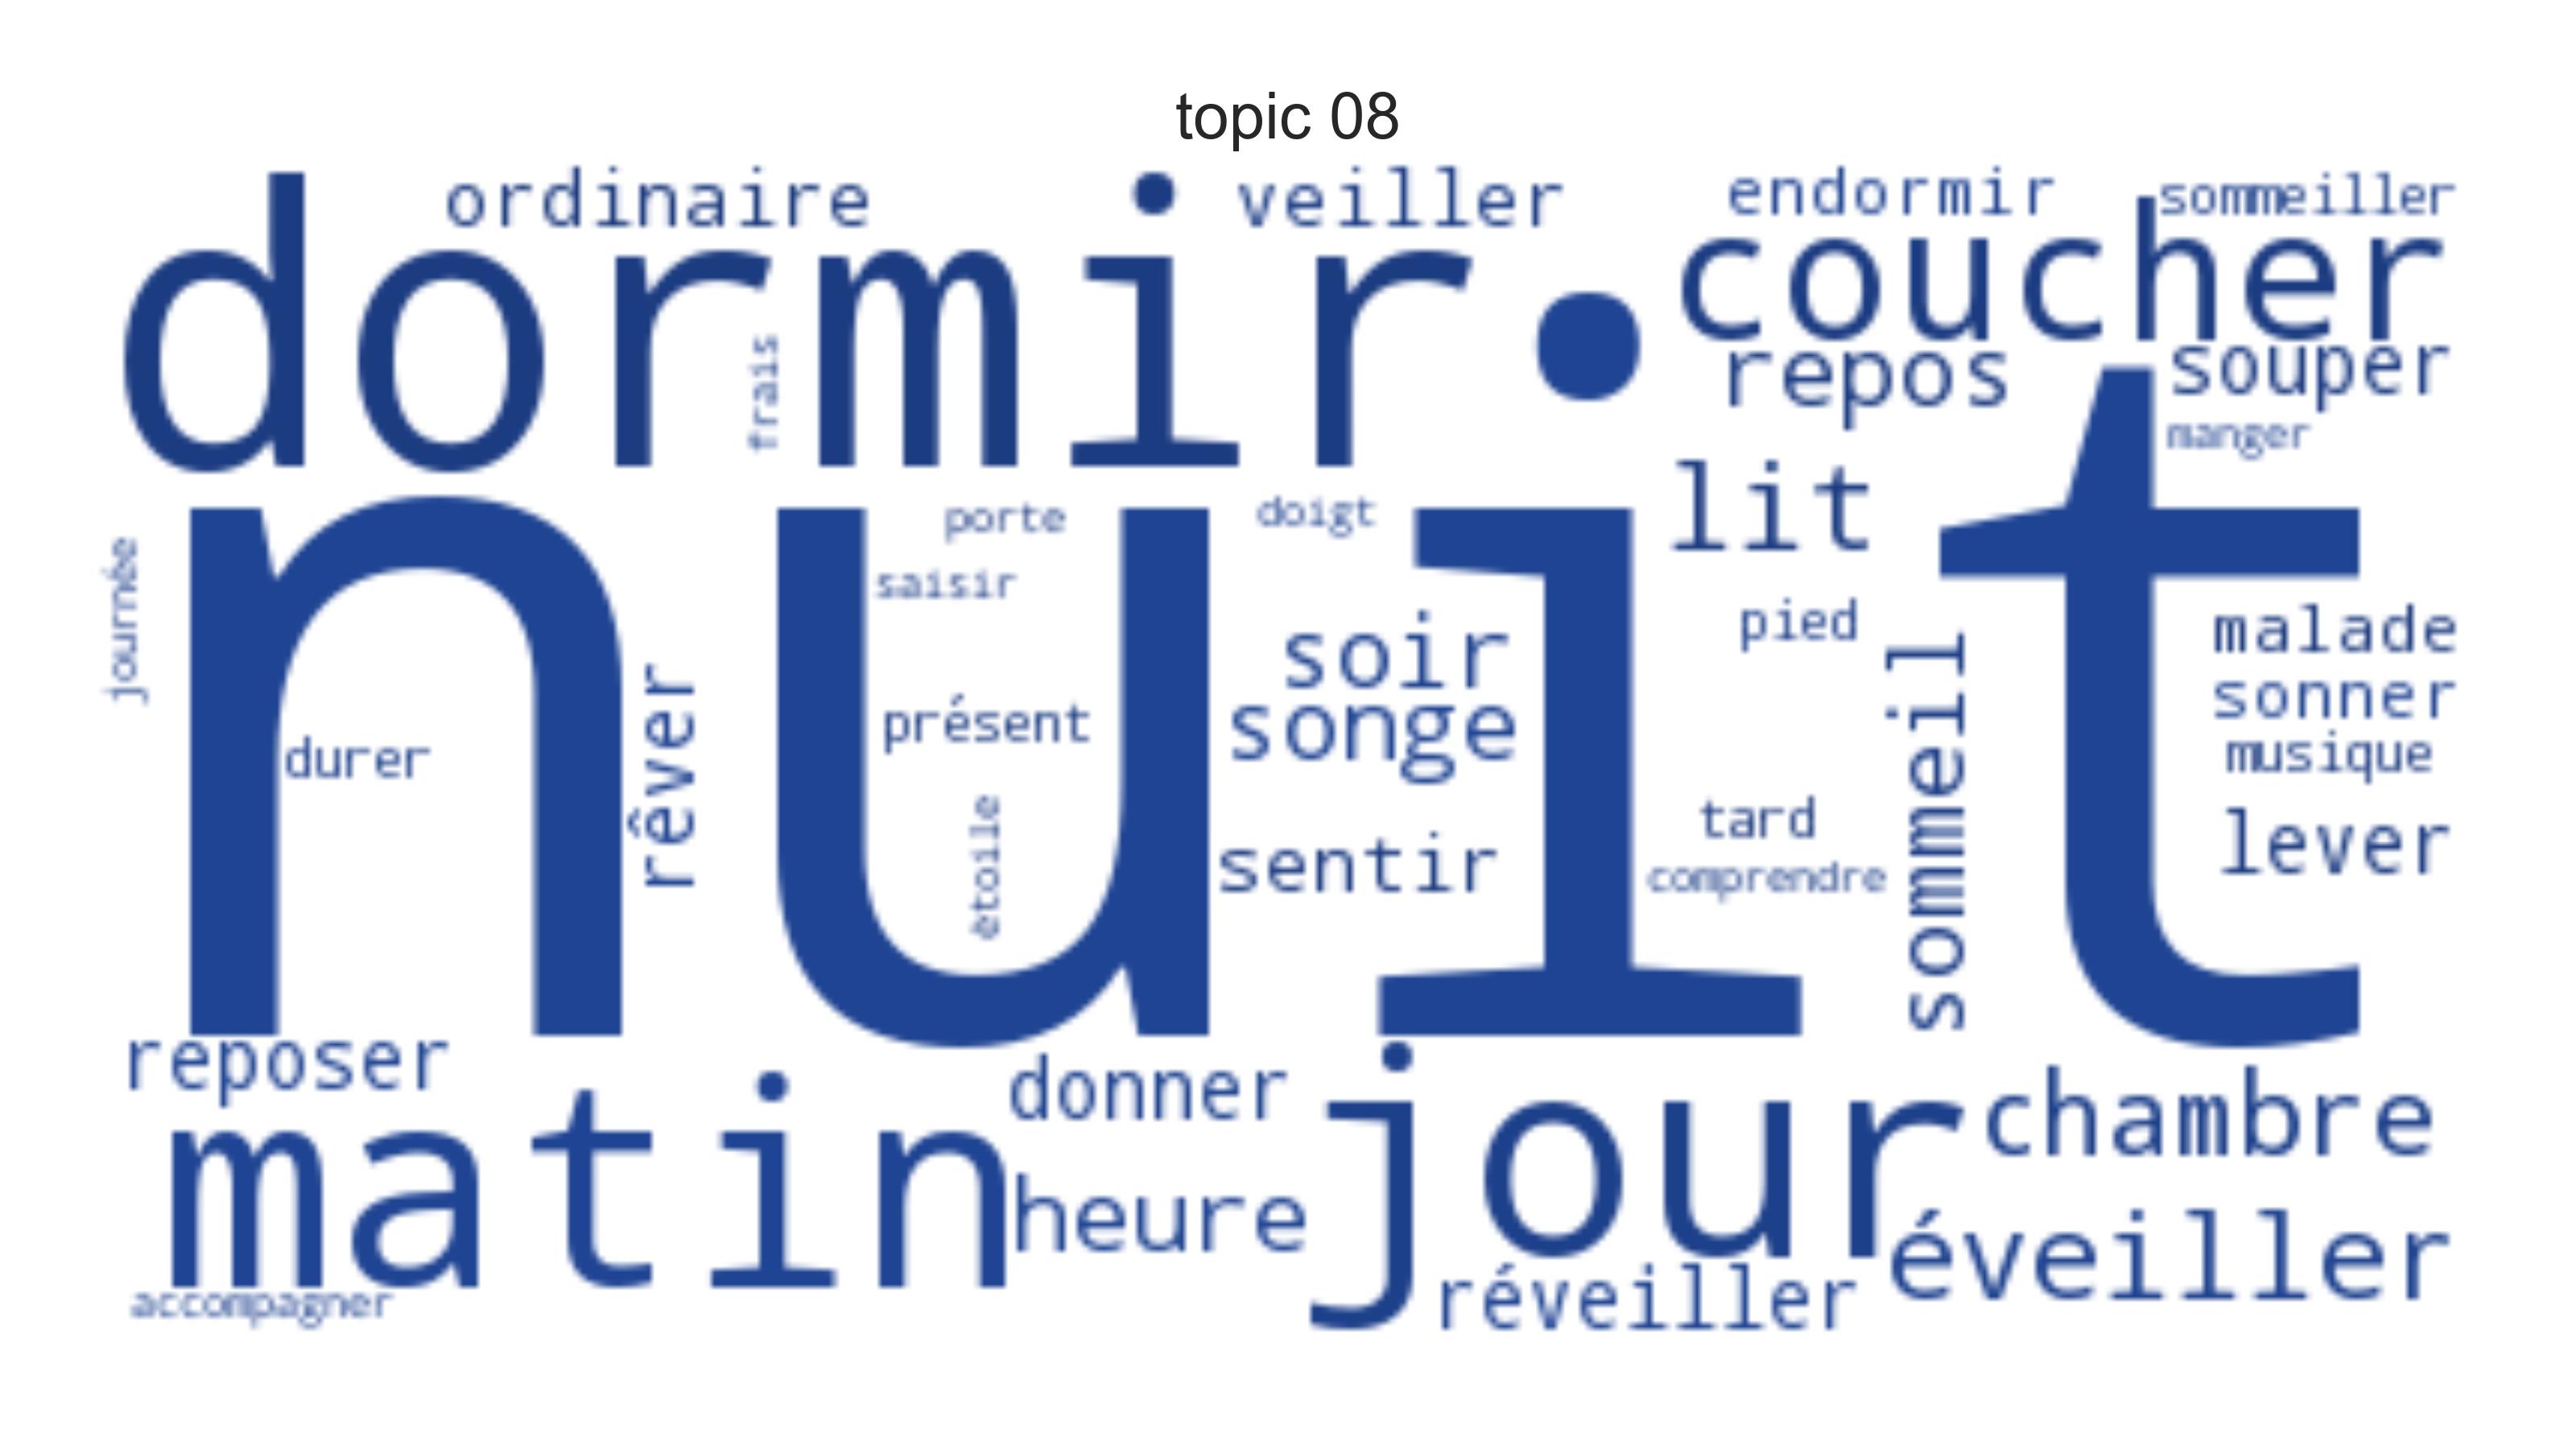 topic 08
ordinaire
veiller
endormir
sommeiller
dormir
coucher
frais
repos
souper
manger
nuit
lit
porte
doigt
journée
saisir
pied
malade
soir
sonner
présent
songe
musique
durer
rêver
sommeil
étoile
sentir
tard
comprendre
lever
reposer
donner
matin
jour
chambre
heure
réveiller
éveiller
accompagner